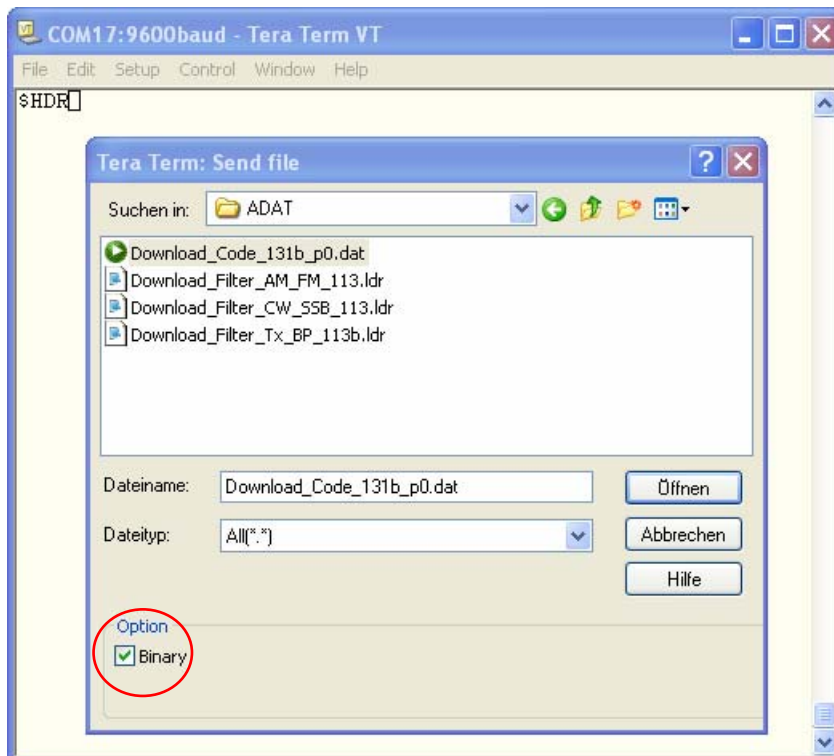 COM17:9600baud - Tera Term VT
File Edit Setup Control Window Help
$HDR
Tera Term: Send file
Suchen in: ADAT
Download_Code_131b_p0.dat
Download_Filter_AM_FM_113.ldr
Download_Filter_CW_SSB_113.ldr
Download_Filter_Tx_BP_113b.ldr
Dateiname: Download_Code_131b_p0.dat Öffnen
Dateityp: All(*.*) Abbrechen
Hilfe
Option
Binary